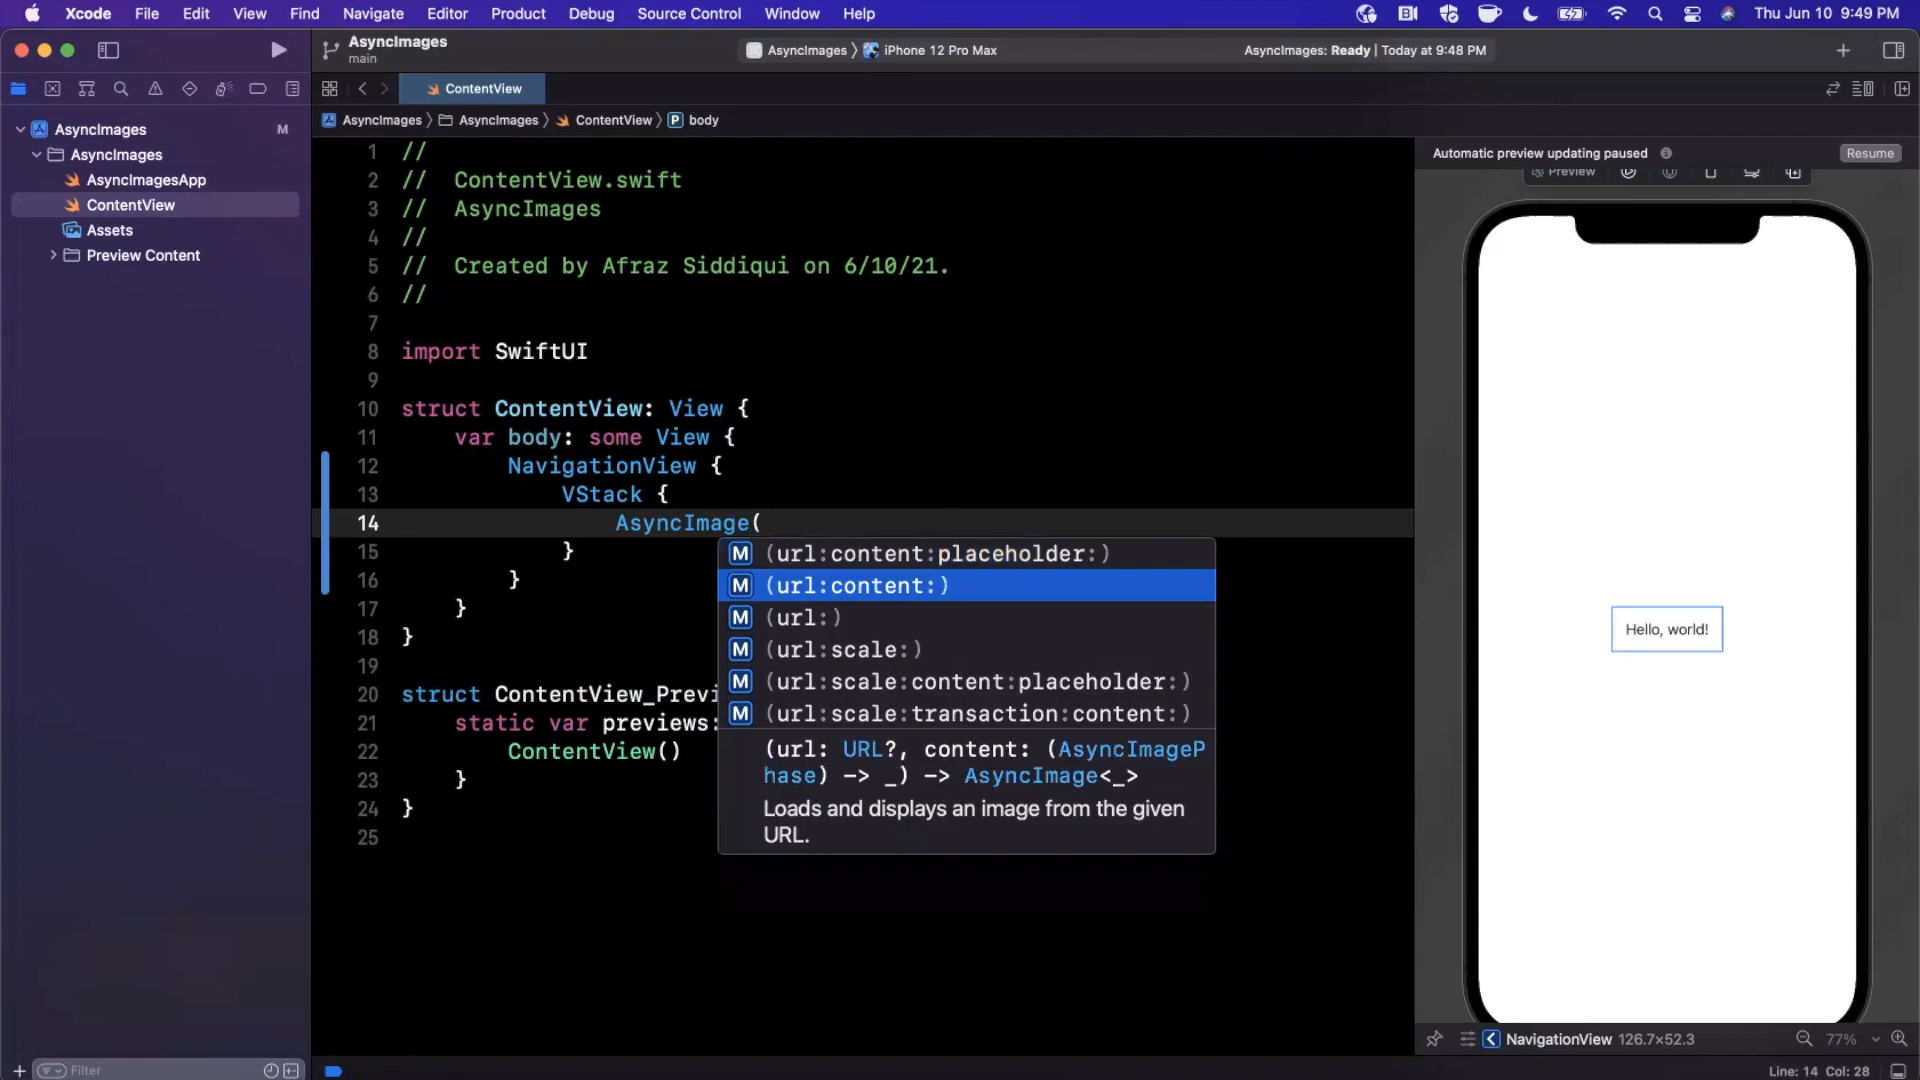 Xcode File Edit View Find Navigate Editor Product Debug Source Control Window Help Thu Jun 10 9:49 PM
AsyncImages
main
AsyncImages iPhone 12 Pro Max
AsyncImages: Ready | Today at 9:48 PM
ContentView
AsyncImages AsyncImages ContentView P body
AsyncImages M
AsyncImages
AsyncImagesApp
ContentView
Assets
Preview Content
1 //
2 // ContentView.swift
3 // AsyncImages
4 //
5 // Created by Afraz Siddiqui on 6/10/21.
6 //
7
8 import SwiftUI
9
10 struct ContentView: View {
11 var body: some View {
12 NavigationView {
13 VStack {
14 AsyncImage(
15 }
16 }
17 }
18 }
19
20 struct ContentView_Previ
21 static var previews:
22 ContentView()
23 }
24 }
25
M (url:content:placeholder:)
M (url:content:)
M (url:)
M (url:scale:)
M (url:scale:content:placeholder:)
M (url:scale:transaction:content:)
(url: URL?, content: (AsyncImageP
hase) -> _) -> AsyncImage<_>
Loads and displays an image from the given
URL.
Automatic preview updating paused Resume
Preview
Hello, world!
NavigationView 126.7×52.3 77%
Filter
Line: 14 Col: 28